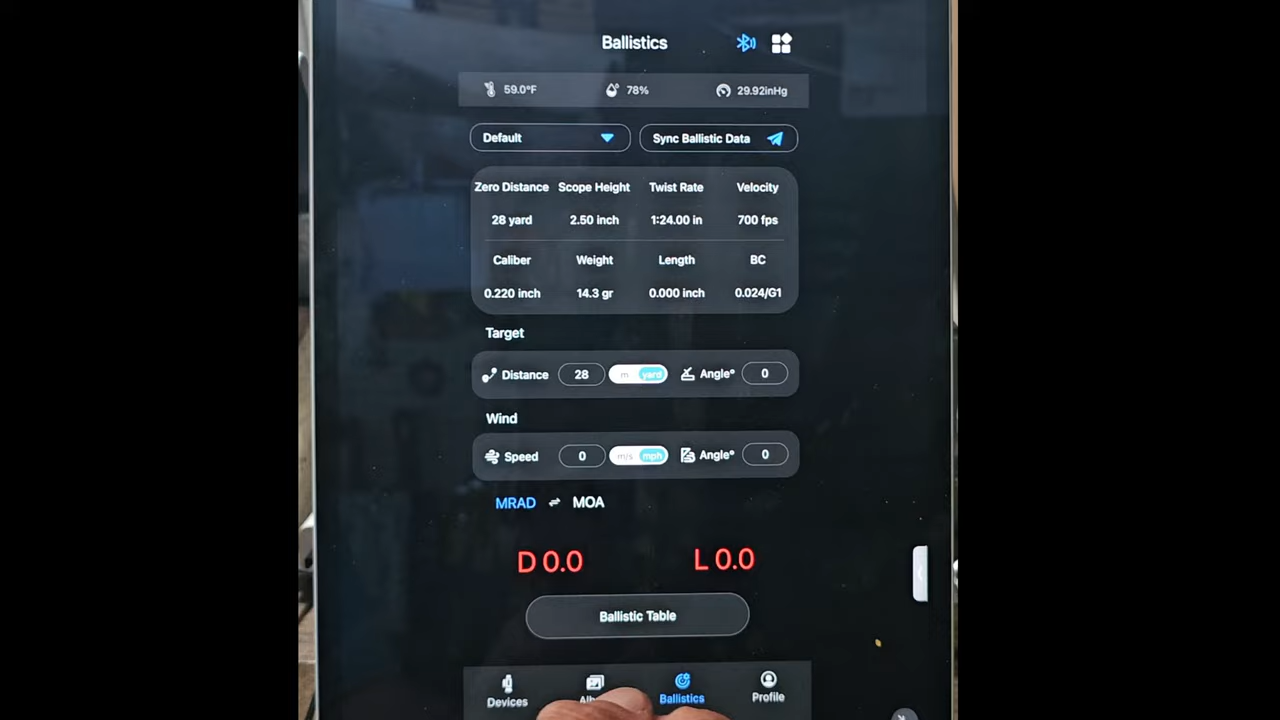 Ballistics
59.0°F 78% 29.92inHg
Default Sync Ballistic Data
Zero Distance Scope Height Twist Rate Velocity
28 yard 2.50 inch 1:24.00 in 700 fps
Caliber Weight Length BC
0.220 inch 14.3 gr 0.000 inch 0.024/G1
Target
Distance 28 m yard Angle° 0
Wind
Speed 0 m/s mph Angle° 0
MRAD MOA
D 0.0 L 0.0
Ballistic Table
Devices Ballistics Profile